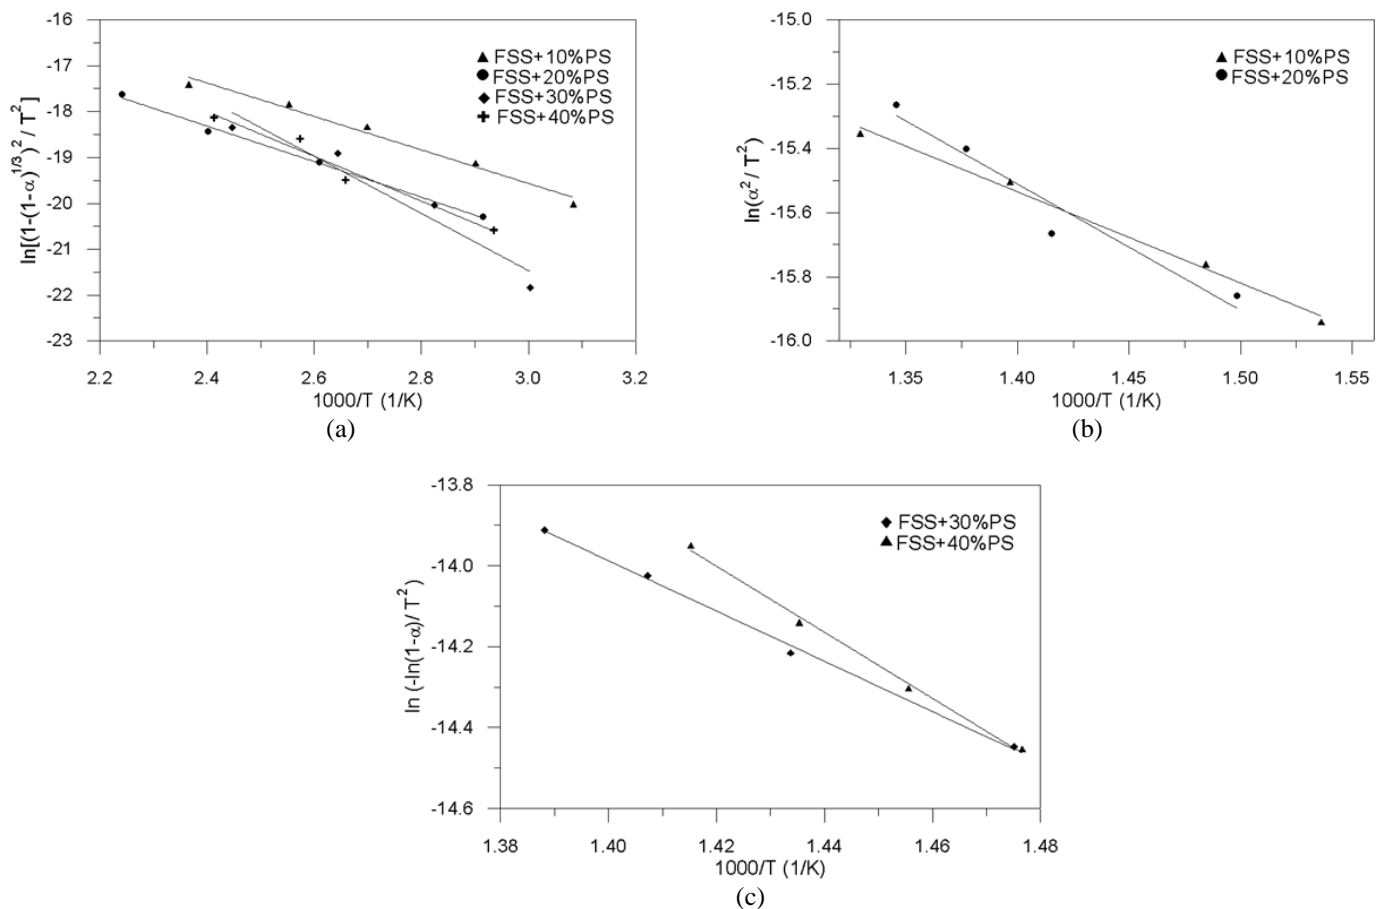 -16
-17
-18
-19
-20
-21
-22
-23
ln[(1-(1-α)^1/3)^2 / T^2]
FSS+10%PS
FSS+20%PS
FSS+30%PS
FSS+40%PS
2.2 2.4 2.6 2.8 3.0 3.2
1000/T (1/K)
(a)
-15.0
-15.2
-15.4
-15.6
-15.8
-16.0
ln(α^2 / T^2)
FSS+10%PS
FSS+20%PS
1.35 1.40 1.45 1.50 1.55
1000/T (1/K)
(b)
-13.8
-14.0
-14.2
-14.4
-14.6
ln (-ln(1-α)/ T^2)
FSS+30%PS
FSS+40%PS
1.38 1.40 1.42 1.44 1.46 1.48
1000/T (1/K)
(c)